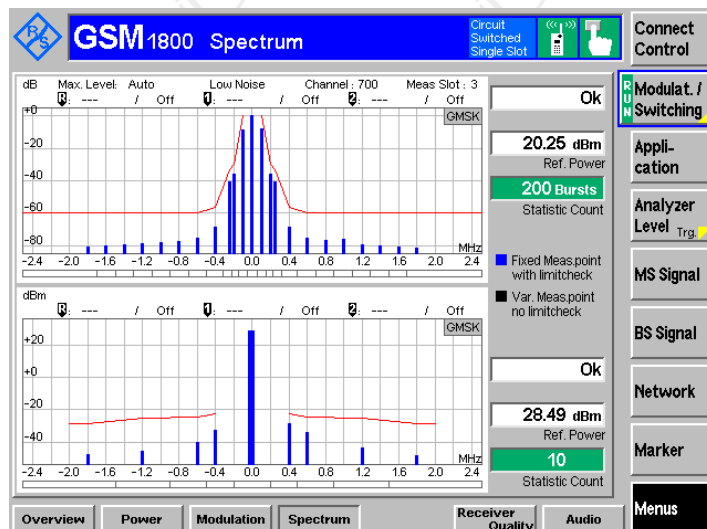 R&S GSM 1800 Spectrum
Circuit
Switched
Single Slot
Connect
Control
dB Max. Level: Auto Low Noise Channel : 700 Meas Slot : 3
R: --- / Off 1: --- / Off 2: --- / Off
GMSK
+0
-20
-40
-60
-80
MHz
-2.4 -2.0 -1.6 -1.2 -0.8 -0.4 0.0 0.4 0.8 1.2 1.6 2.0 2.4
Ok
20.25 dBm
Ref. Power
200 Bursts
Statistic Count
Fixed Meas.point
with limitcheck
Var. Meas.point
no limitcheck
dBm
R: --- / Off 1: --- / Off 2: --- / Off
GMSK
+20
+0
-20
-40
MHz
-2.4 -2.0 -1.6 -1.2 -0.8 -0.4 0.0 0.4 0.8 1.2 1.6 2.0 2.4
Ok
28.49 dBm
Ref. Power
10
Statistic Count
RUN
Modulat. /
Switching
Appli-
cation
Analyzer
Level Trg.
MS Signal
BS Signal
Network
Marker
Menus
Overview Power Modulation Spectrum Receiver
Quality Audio